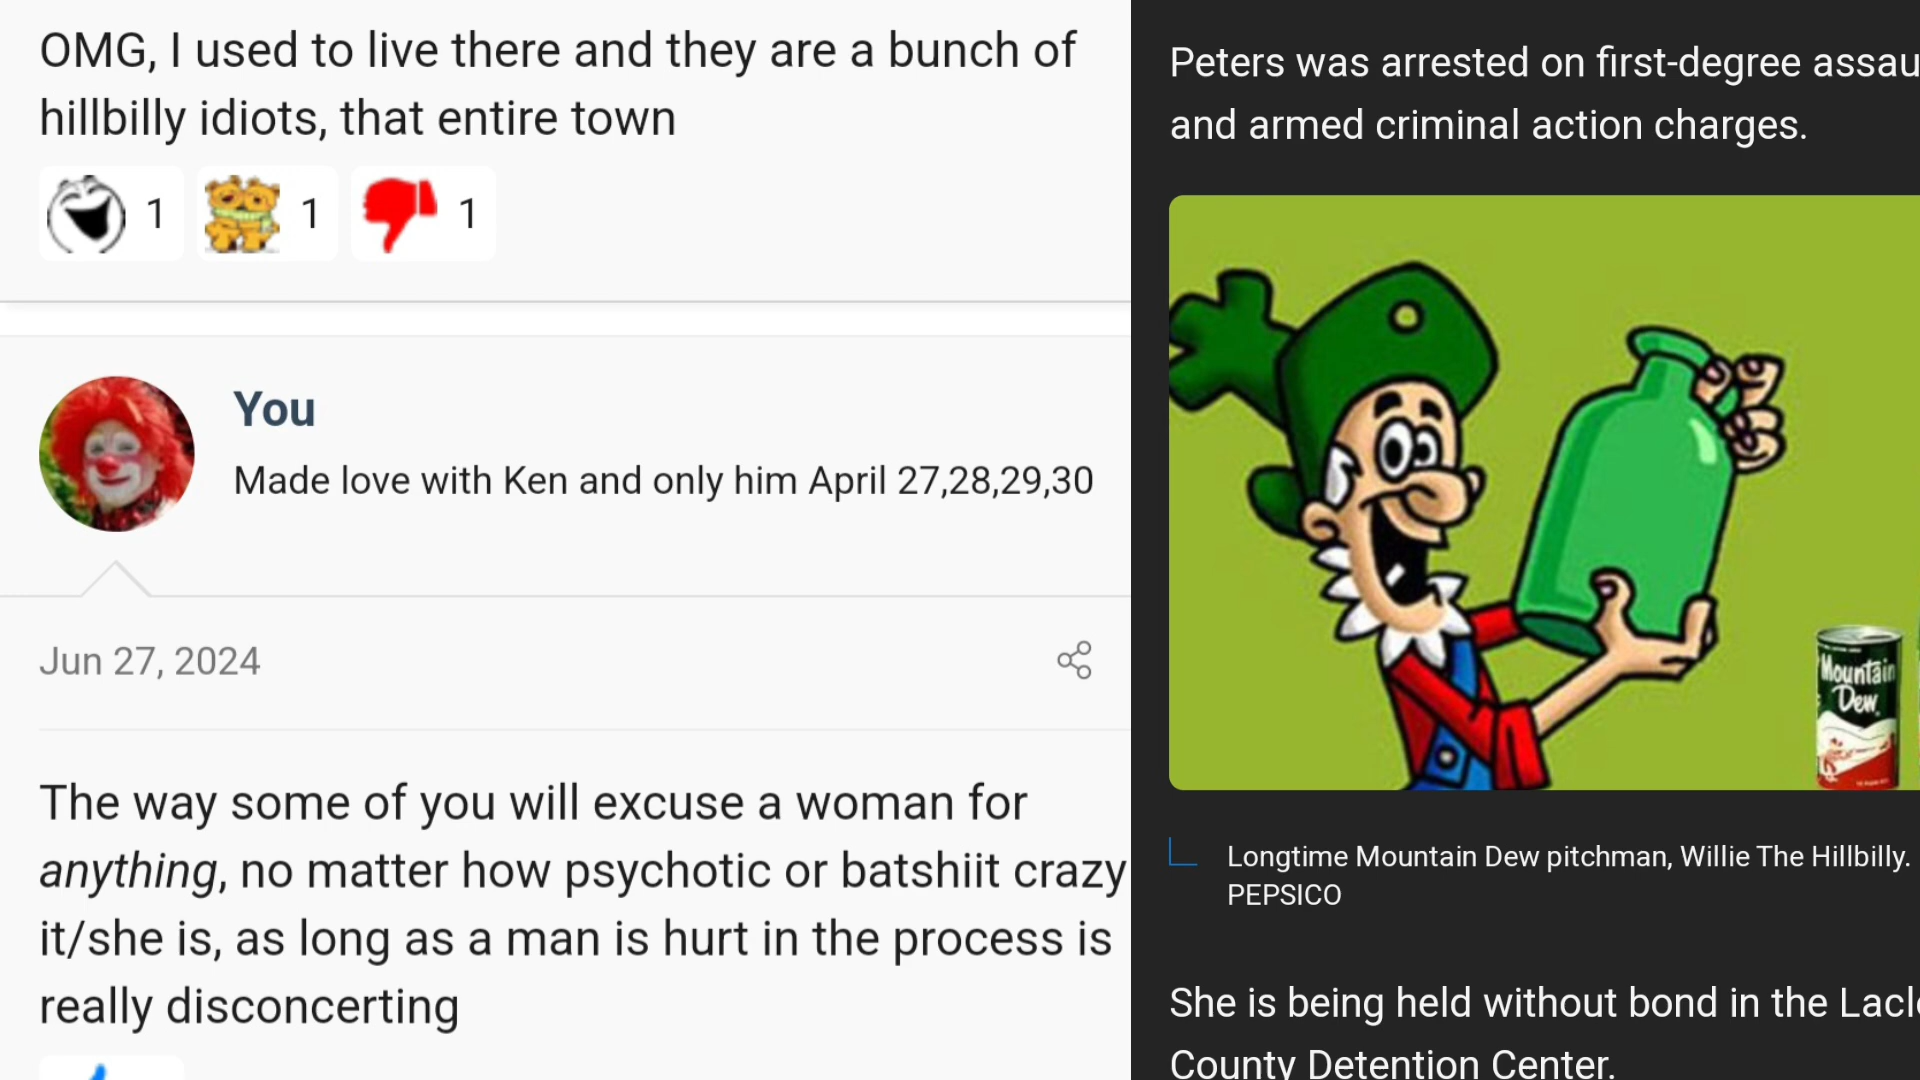 OMG, I used to live there and they are a bunch of
hillbilly idiots, that entire town
1
1
1
You
Made love with Ken and only him April 27,28,29,30
Jun 27, 2024
The way some of you will excuse a woman for
anything, no matter how psychotic or batshiit crazy
it/she is, as long as a man is hurt in the process is
really disconcerting
Peters was arrested on first-degree assau
and armed criminal action charges.
Mountain
Dew
Longtime Mountain Dew pitchman, Willie The Hillbilly.
PEPSICO
She is being held without bond in the Lacl
County Detention Center.